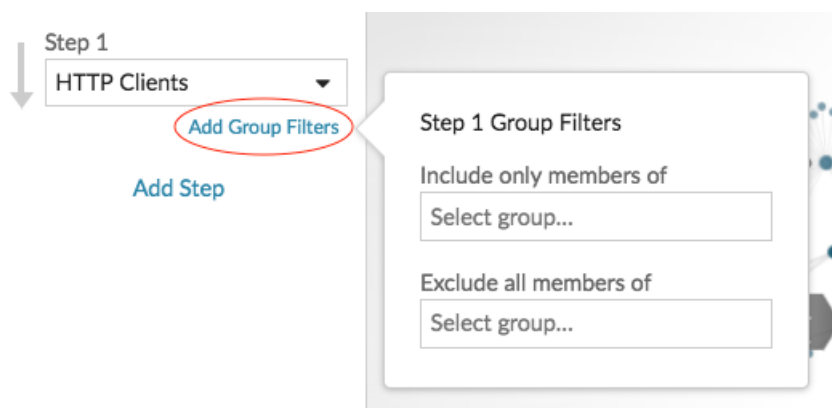 Step 1
HTTP Clients
Add Group Filters
Add Step
Step 1 Group Filters
Include only members of
Select group...
Exclude all members of
Select group...